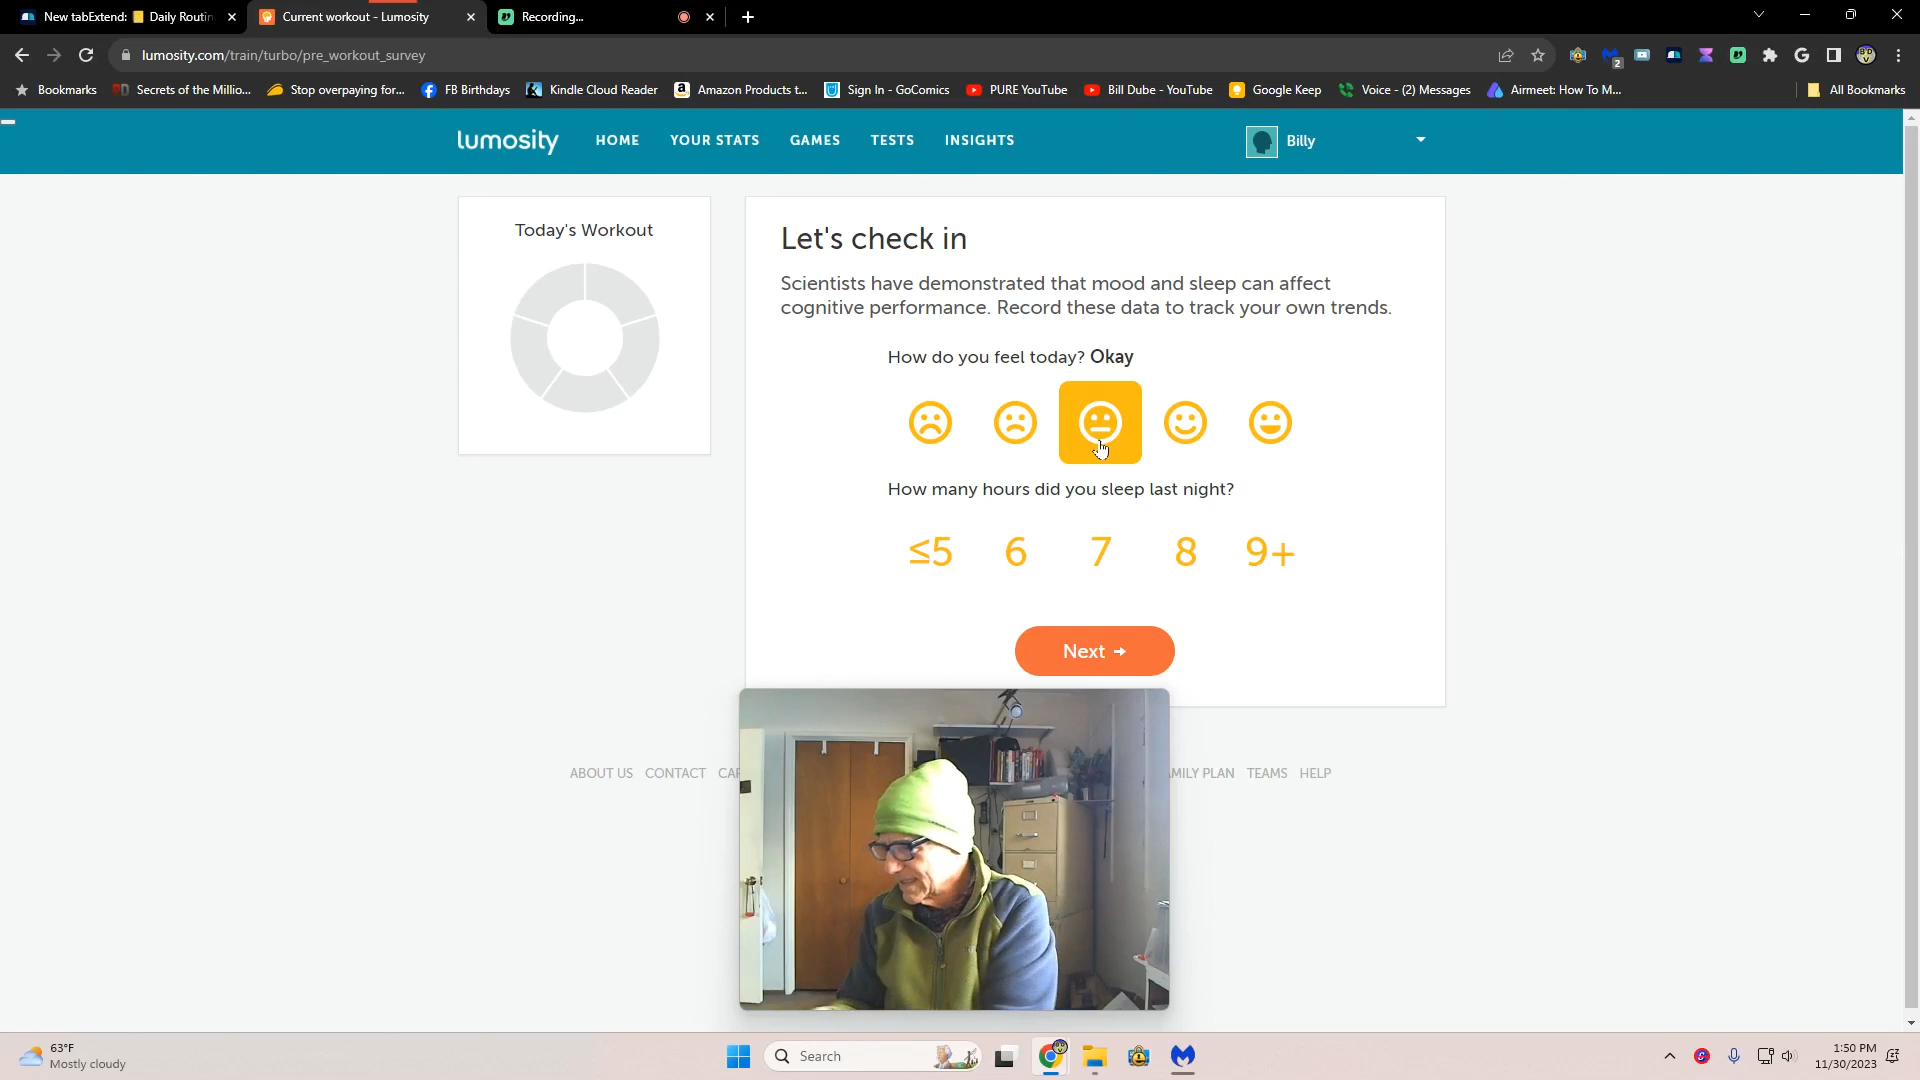 New tabExtend: Daily Routin
Current workout - Lumosity
Recording...
lumosity.com/train/turbo/pre_workout_survey
2
Bookmarks
Secrets of the Millio...
Stop overpaying for...
FB Birthdays
Kindle Cloud Reader
Amazon Products t...
Sign In - GoComics
PURE YouTube
Bill Dube - YouTube
Google Keep
Voice - (2) Messages
Airmeet: How To M...
All Bookmarks
lumosity
HOME
YOUR STATS
GAMES
TESTS
INSIGHTS
Billy
Today's Workout
Let's check in
Scientists have demonstrated that mood and sleep can affect
cognitive performance. Record these data to track your own trends.
How do you feel today? Okay
How many hours did you sleep last night?
≤5 6 7 8 9+
Next →
ABOUT US CONTACT
TEAMS HELP
63°F
Mostly cloudy
Search
1:50 PM
11/30/2023